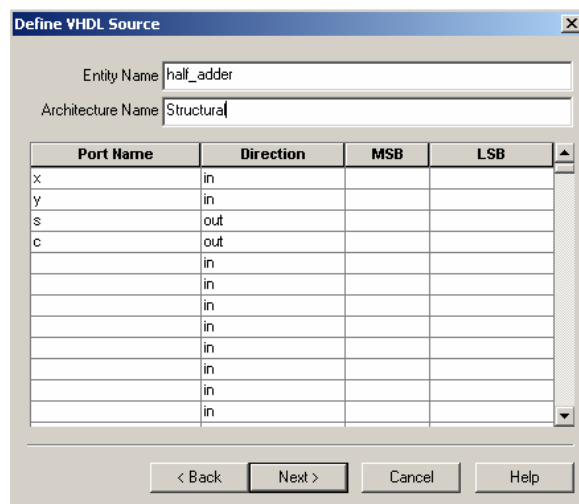 Define VHDL Source
Entity Name half_adder
Architecture Name Structural
Port Name Direction MSB LSB
x in
y in
s out
c out
in
in
in
in
in
in
in
in
< Back Next > Cancel Help